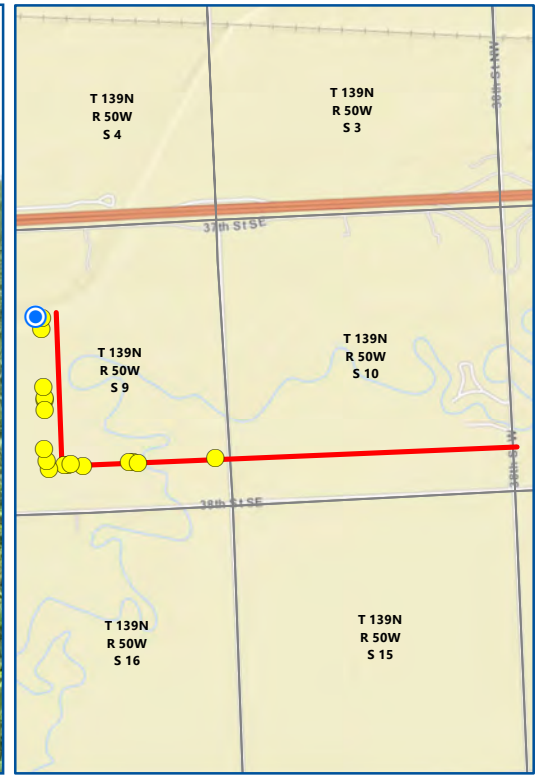 T 139N
R 50W
S 4
T 139N
R 50W
S 3
37th St SE
T 139N
R 50W
S 9
T 139N
R 50W
S 10
38th St SE
T 139N
R 50W
S 16
T 139N
R 50W
S 15